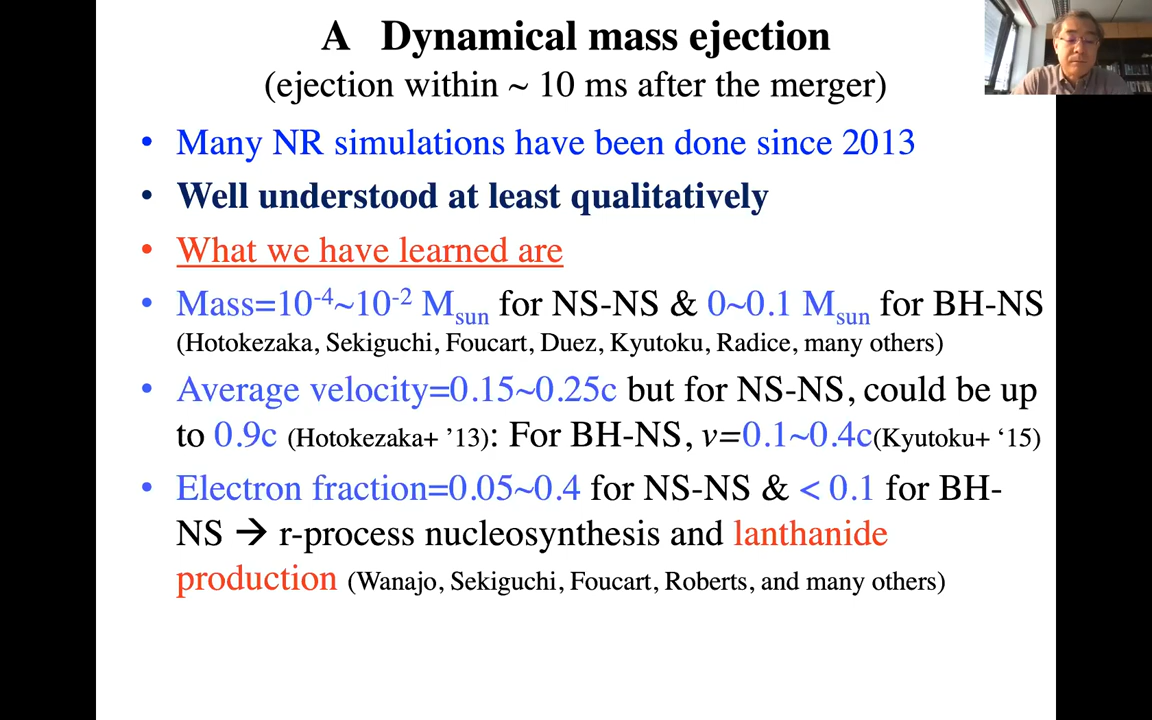 A Dynamical mass ejection
(ejection within ~ 10 ms after the merger)
• Many NR simulations have been done since 2013
• Well understood at least qualitatively
• What we have learned are
• Mass=10⁻⁴~10⁻² M_sun for NS-NS & 0~0.1 M_sun for BH-NS
(Hotokezaka, Sekiguchi, Foucart, Duez, Kyutoku, Radice, many others)
• Average velocity=0.15~0.25c but for NS-NS, could be up
to 0.9c (Hotokezaka+ ’13): For BH-NS, v=0.1~0.4c(Kyutoku+ ‘15)
• Electron fraction=0.05~0.4 for NS-NS & < 0.1 for BH-
NS → r-process nucleosynthesis and lanthanide
production (Wanajo, Sekiguchi, Foucart, Roberts, and many others)